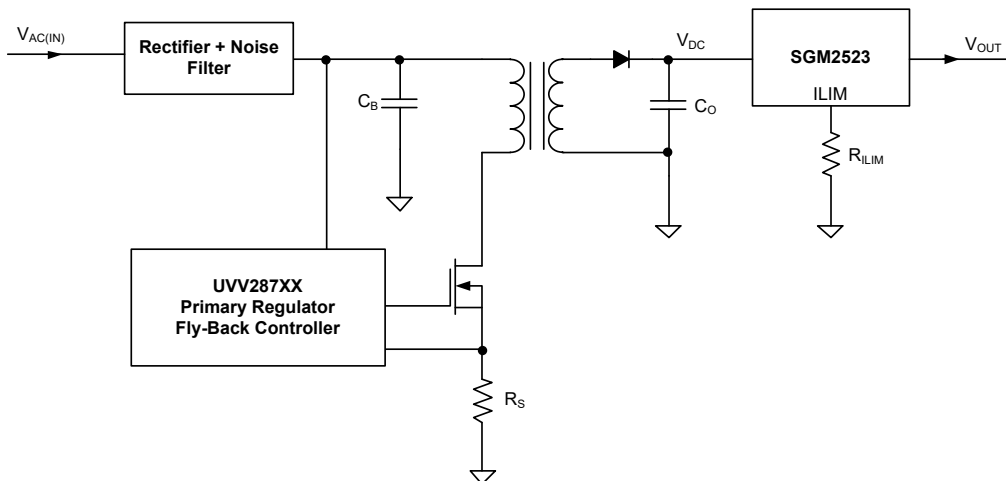 V_AC(IN)
Rectifier + Noise
Filter
C_B
V_DC
C_O
SGM2523
ILIM
V_OUT
R_ILIM
UVV287XX
Primary Regulator
Fly-Back Controller
R_S